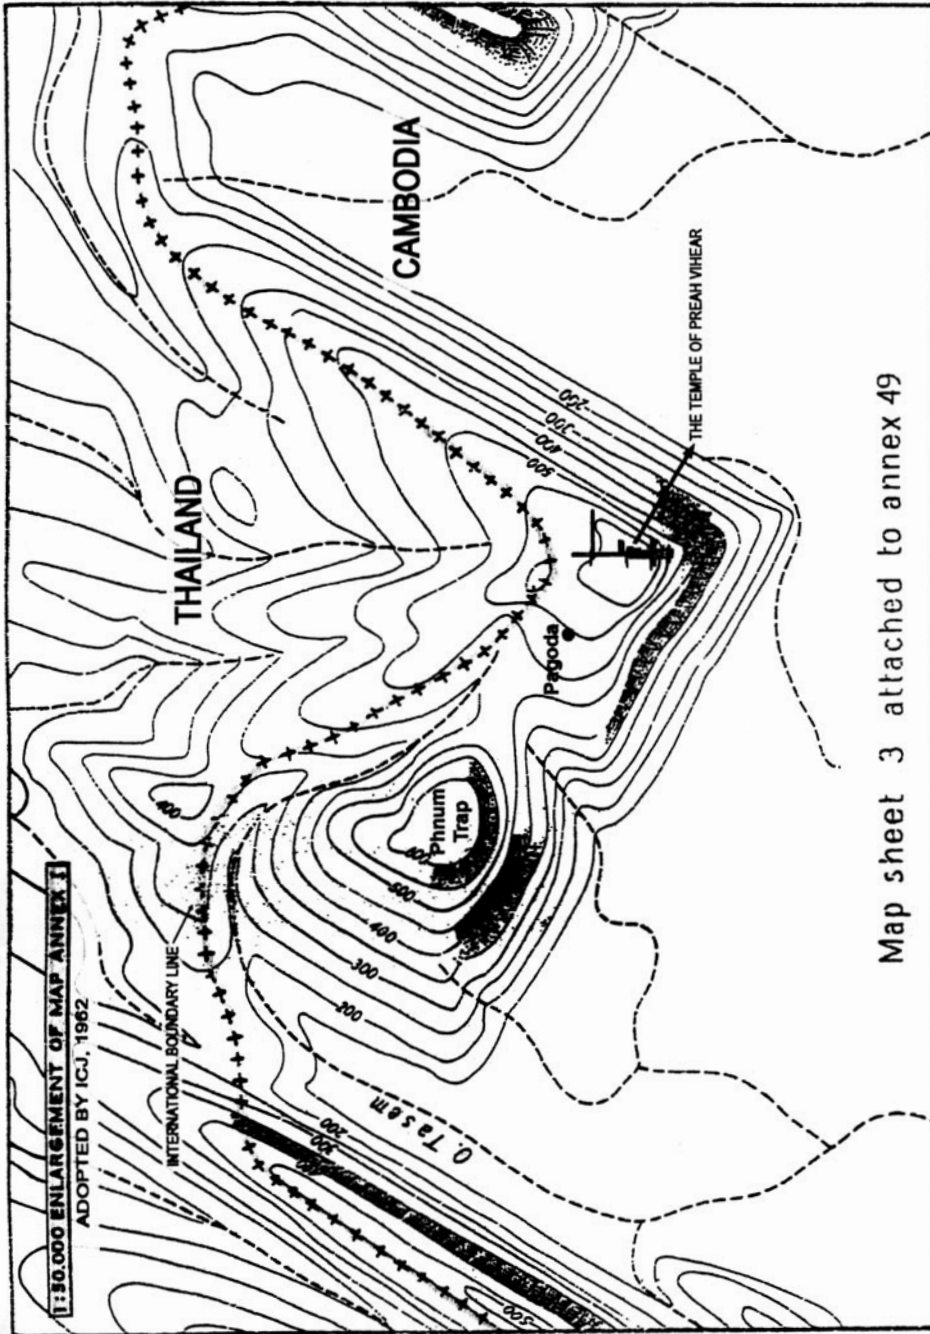 1:50.000 ENLARGEMENT OF MAP ANNEX I
ADOPTED BY ICJ, 1962
INTERNATIONAL BOUNDARY LINE
THAILAND
CAMBODIA
400
Phnum
Trap
500
400
300
200
Pagoda
500
400
300
200
THE TEMPLE OF PREAH VIHEAR
O.Tasem
200
300
500
Map sheet 3 attached to annex 49